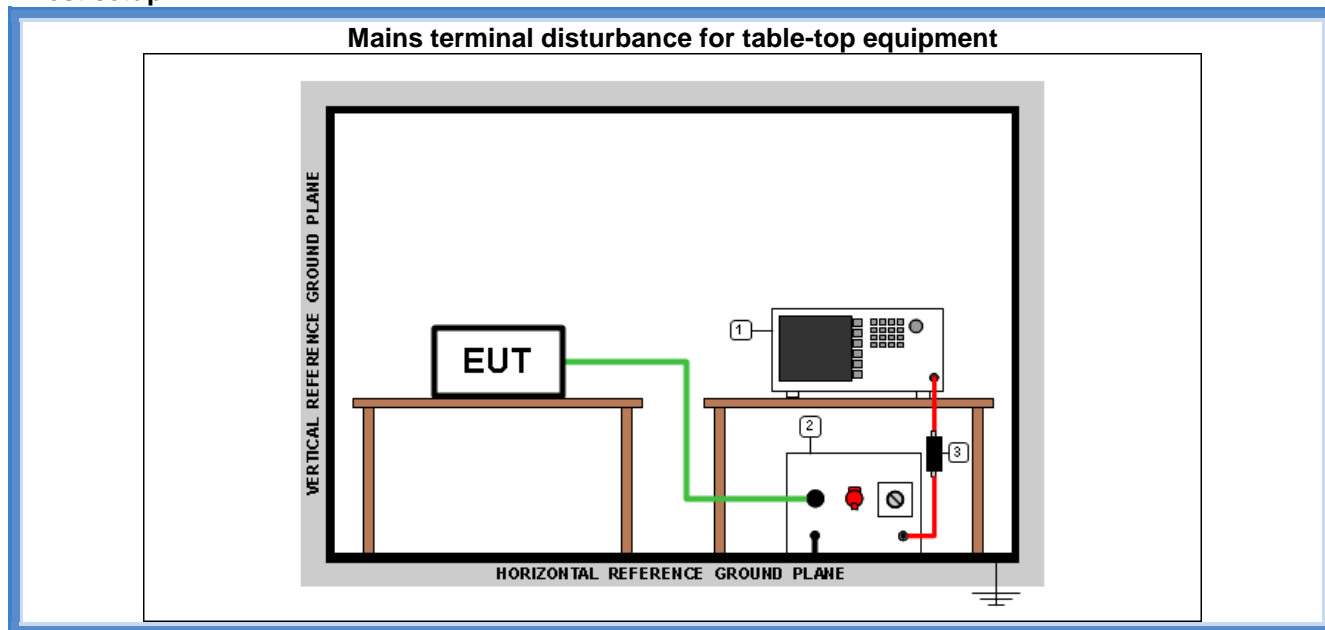 Mains terminal disturbance for table-top equipment
VERTICAL REFERENCE GROUND PLANE
EUT
1
2
3
HORIZONTAL REFERENCE GROUND PLANE